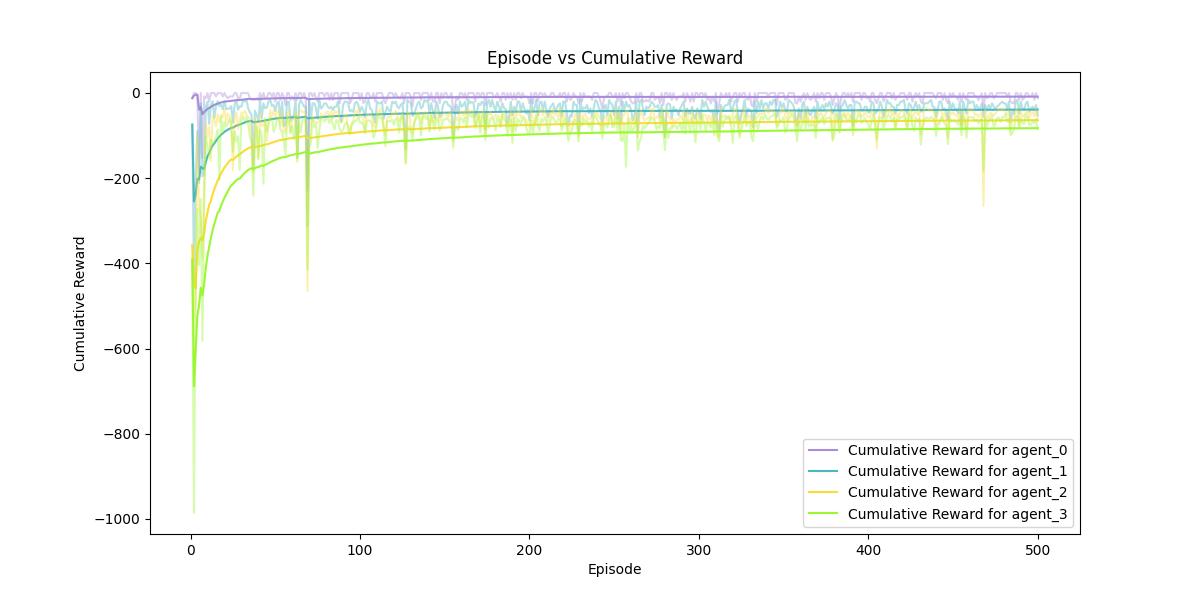 Episode vs Cumulative Reward
Cumulative Reward
0
−200
−400
−600
−800
−1000
Cumulative Reward for agent_0
Cumulative Reward for agent_1
Cumulative Reward for agent_2
Cumulative Reward for agent_3
0 100 200 300 400 500
Episode